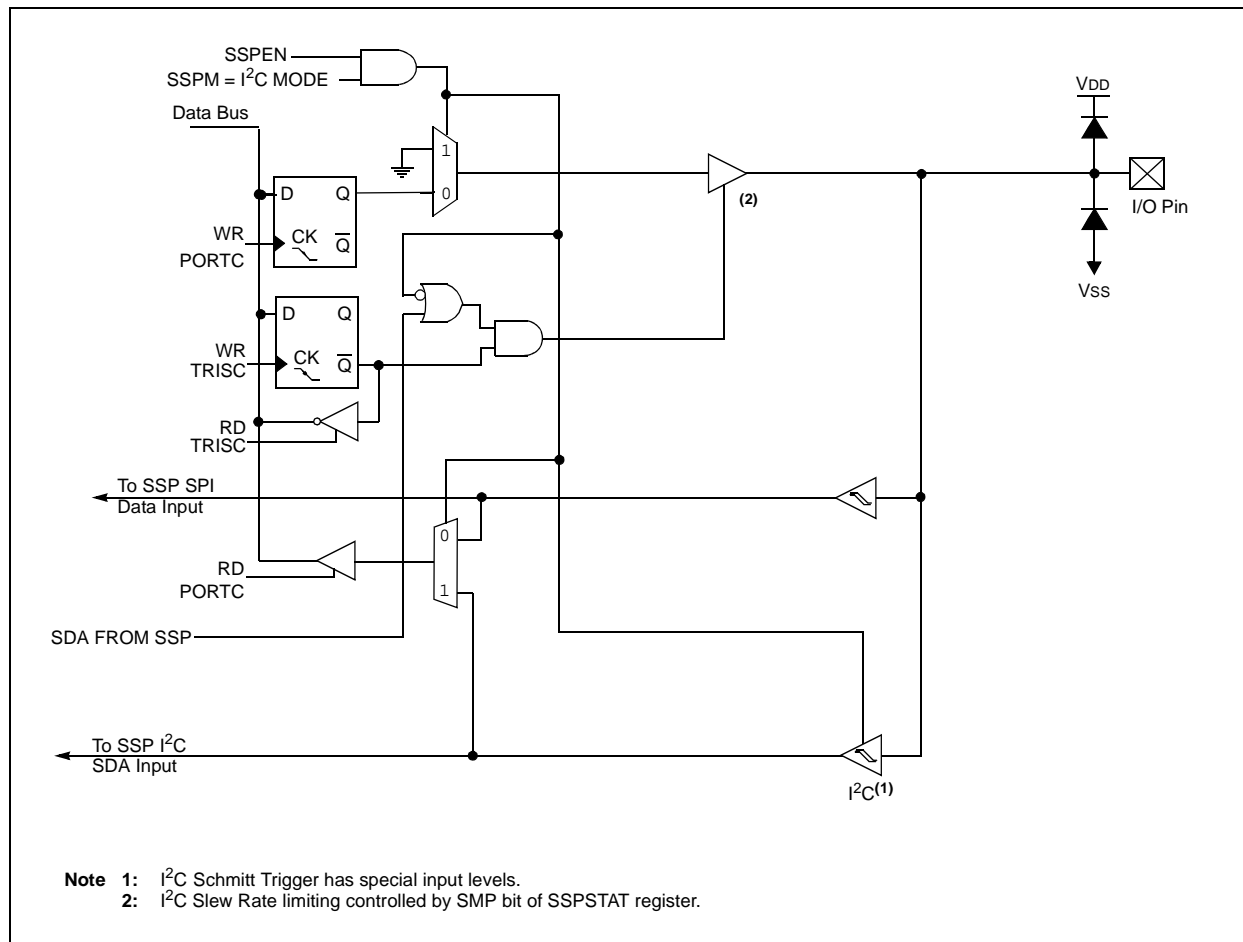 SSPEN
SSPM = I²C MODE
Data Bus
VDD
1
0
(2)
I/O Pin
D Q
CK Q̅
WR
PORTC
VSS
D Q
CK Q̅
WR
TRISC
RD
TRISC
To SSP SPI
Data Input
0
1
RD
PORTC
SDA FROM SSP
To SSP I²C
SDA Input
I²C(1)
Note 1: I²C Schmitt Trigger has special input levels.
2: I²C Slew Rate limiting controlled by SMP bit of SSPSTAT register.